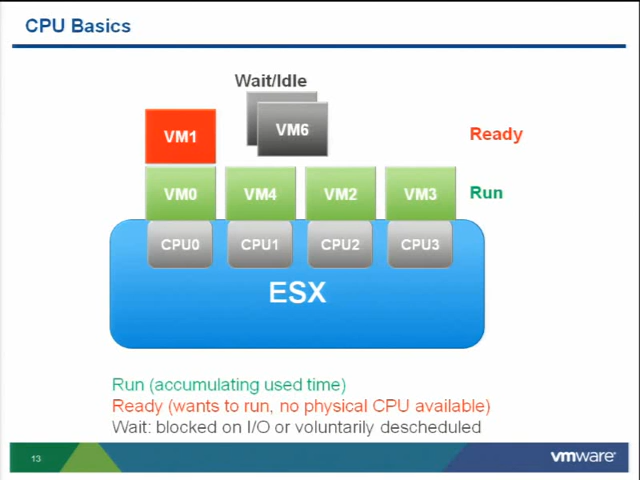 CPU Basics
Wait/Idle
VM1
VM6
Ready
VM0
VM4
VM2
VM3
Run
CPU0
CPU1
CPU2
CPU3
ESX
Run (accumulating used time)
Ready (wants to run, no physical CPU available)
Wait: blocked on I/O or voluntarily descheduled
13
vmware®